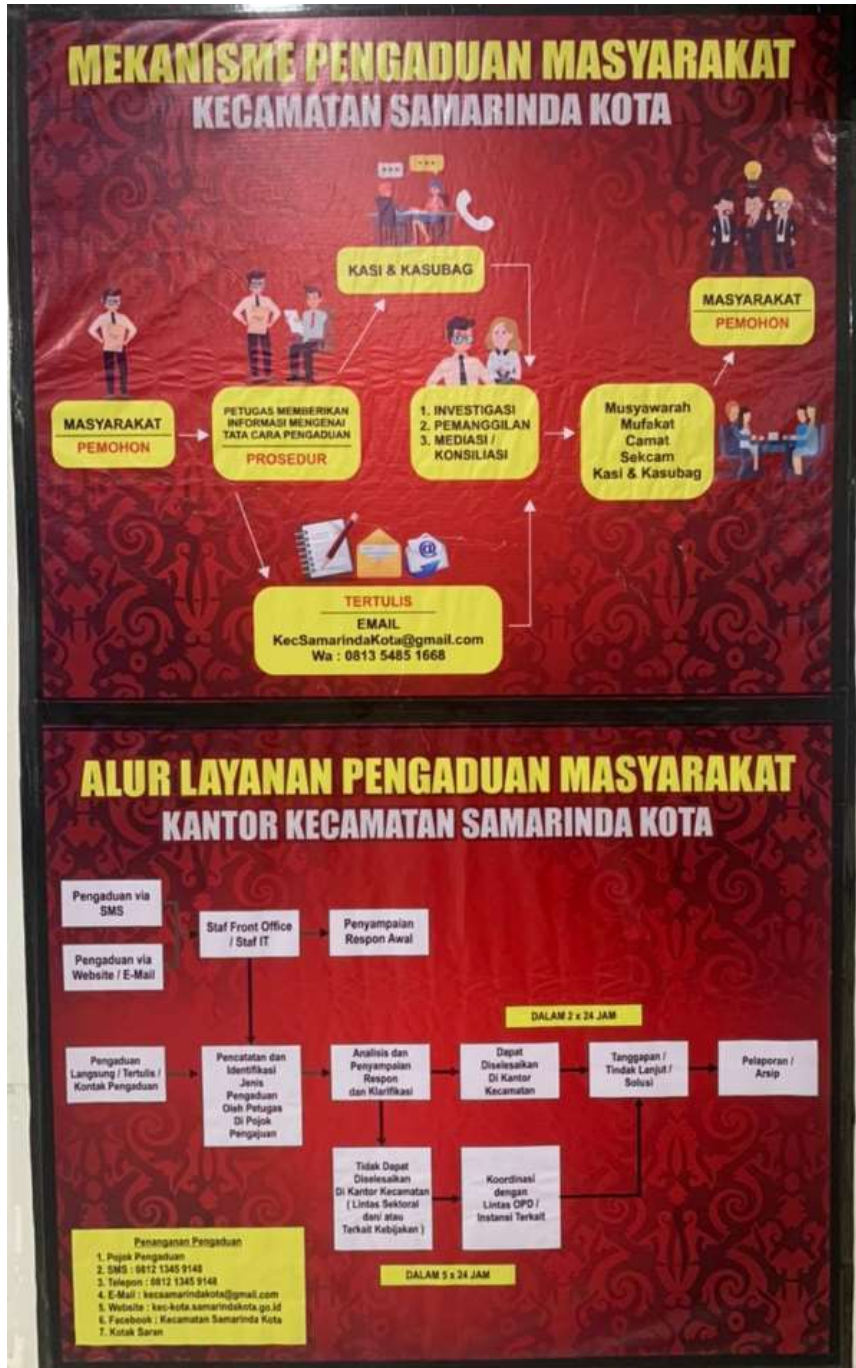 MEKANISME PENGADUAN MASYARAKAT
KECAMATAN SAMARINDA KOTA
KASI & KASUBAG
MASYARAKAT
PEMOHON
MASYARAKAT
PEMOHON
PETUGAS MEMBERIKAN
INFORMASI MENGENAI
TATA CARA PENGADUAN
PROSEDUR
1. INVESTIGASI
2. PEMANGGILAN
3. MEDIASI /
KONSILIASI
Musyawarah
Mufakat
Camat
Sekcam
Kasi & Kasubag
TERTULIS
EMAIL
KecSamarindaKota@gmail.com
Wa : 0813 5485 1668
ALUR LAYANAN PENGADUAN MASYARAKAT
KANTOR KECAMATAN SAMARINDA KOTA
Pengaduan via
SMS
Pengaduan via
Website / E-Mail
Staf Front Office
/ Staf IT
Penyampaian
Respon Awal
DALAM 2 x 24 JAM
Pengaduan
Langsung / Tertulis /
Kontak Pengaduan
Pencatatan dan
Identifikasi
Jenis
Pengaduan
Oleh Petugas
Di Pojok
Pengajuan
Analisis dan
Penyampaian
Respon
dan Klarifikasi
Dapat
Diselesaikan
Di Kantor
Kecamatan
Tanggapan /
Tindak Lanjut /
Solusi
Pelaporan /
Arsip
Tidak Dapat
Diselesaikan
Di Kantor Kecamatan
( Lintas Sektoral
dan/ atau
Terkait Kebijakan )
Koordinasi
dengan
Lintas OPD /
Instansi Terkait
DALAM 5 x 24 JAM
Penanganan Pengaduan
1. Pojok Pengaduan
2. SMS : 0812 1345 9148
3. Telepon : 0812 1345 9148
4. E-Mail : kecsamarindakota@gmail.com
5. Website : kec-kota.samarindakota.go.id
6. Facebook : Kecamatan Samarinda Kota
7. Kotak Saran